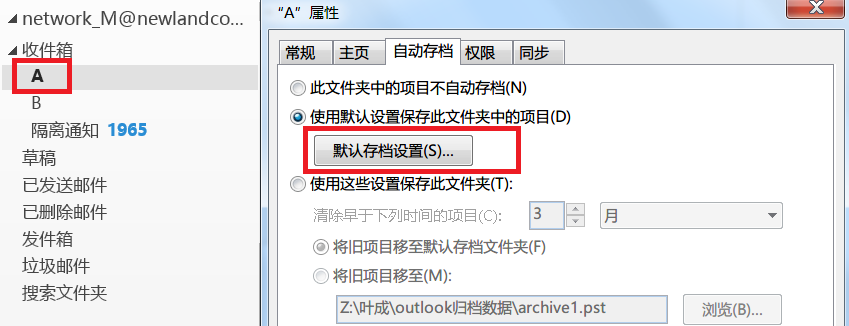 network_M@newlandco...
收件箱
A
B
隔离通知 1965
草稿
已发送邮件
已删除邮件
发件箱
垃圾邮件
搜索文件夹
“A” 属性
常规 主页 自动存档 权限 同步
此文件夹中的项目不自动存档(N)
使用默认设置保存此文件夹中的项目(D)
默认存档设置(S)...
使用这些设置保存此文件夹(T):
清除早于下列时间的项目(C): 3 月
将旧项目移至默认存档文件夹(F)
将旧项目移至(M):
Z:\叶成\outlook归档数据\archive1.pst 浏览(B)...